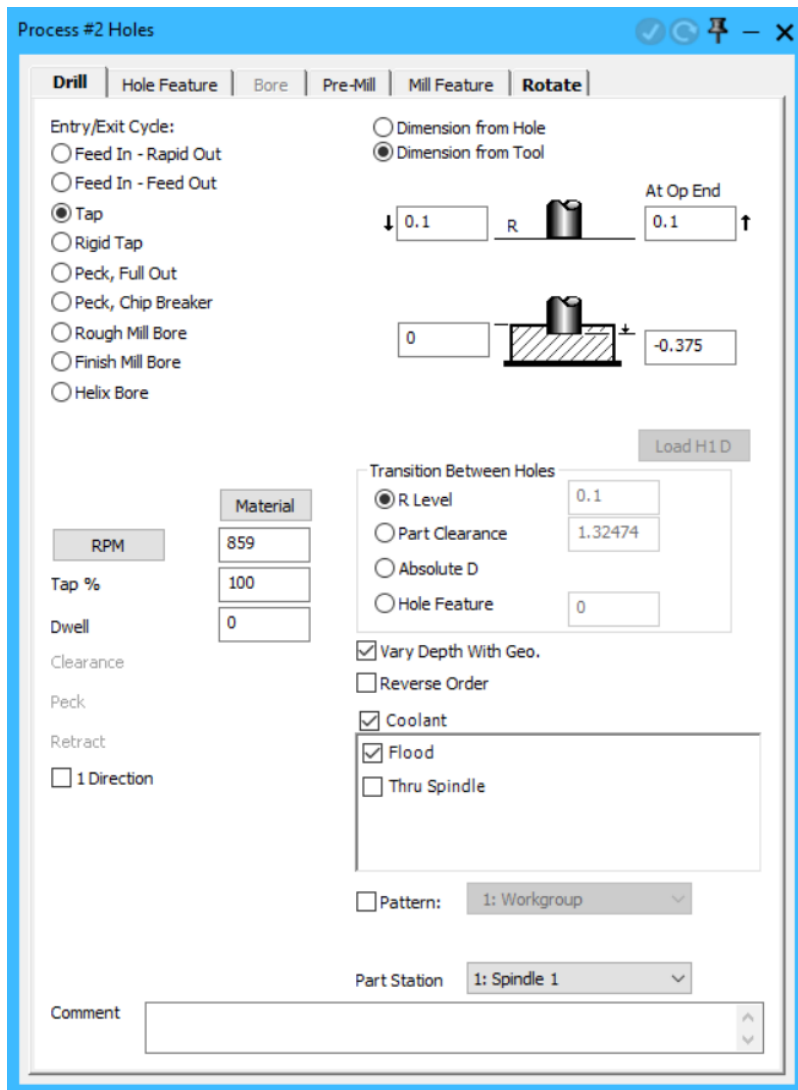 Process #2 Holes
Drill Hole Feature Bore Pre-Mill Mill Feature Rotate
Entry/Exit Cycle:
Feed In - Rapid Out
Feed In - Feed Out
Tap
Rigid Tap
Peck, Full Out
Peck, Chip Breaker
Rough Mill Bore
Finish Mill Bore
Helix Bore
Dimension from Hole
Dimension from Tool
At Op End
0.1 R 0.1
0 -0.375
Load H1 D
Material
RPM 859
Tap % 100
Dwell 0
Clearance
Peck
Retract
1 Direction
Transition Between Holes
R Level 0.1
Part Clearance 1.32474
Absolute D
Hole Feature 0
Vary Depth With Geo.
Reverse Order
Coolant
Flood
Thru Spindle
Pattern: 1: Workgroup
Part Station 1: Spindle 1
Comment